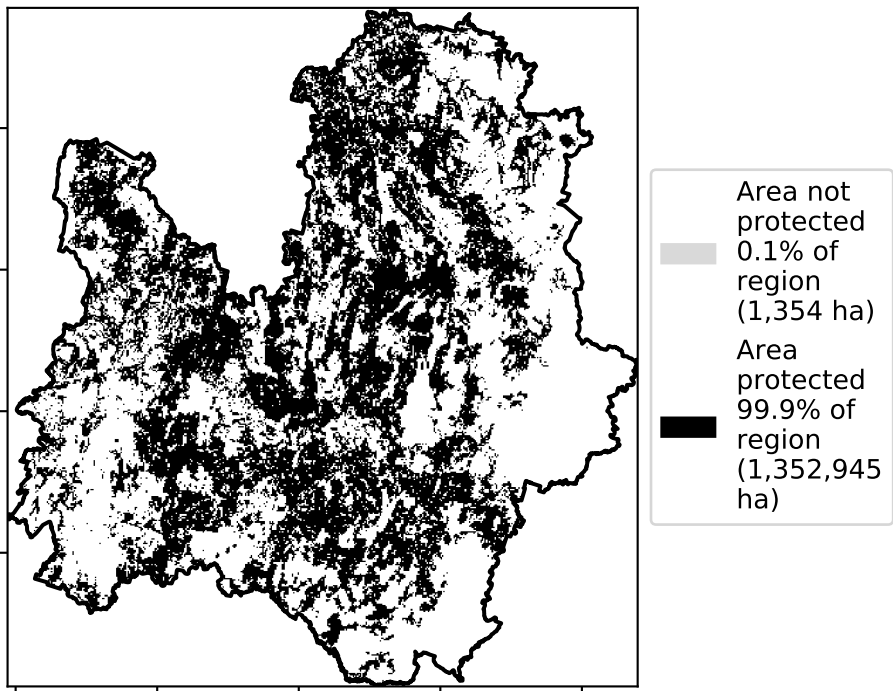 Area not
protected
0.1% of
region
(1,354 ha)
Area
protected
99.9% of
region
(1,352,945
ha)